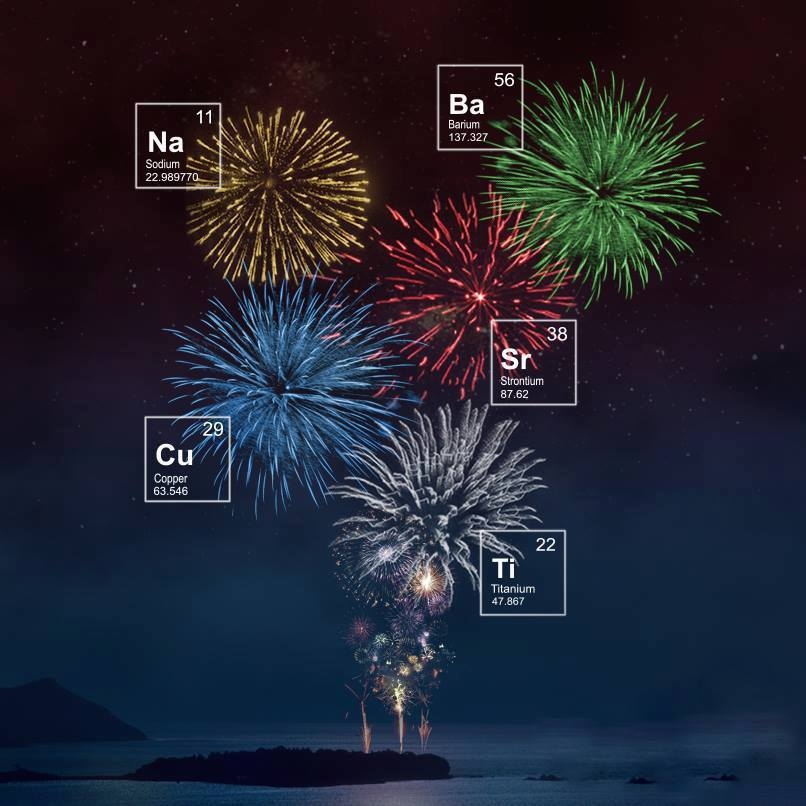 56
Ba
Barium
137.327
11
Na
Sodium
22.989770
38
Sr
Strontium
87.62
29
Cu
Copper
63.546
22
Ti
Titanium
47.867